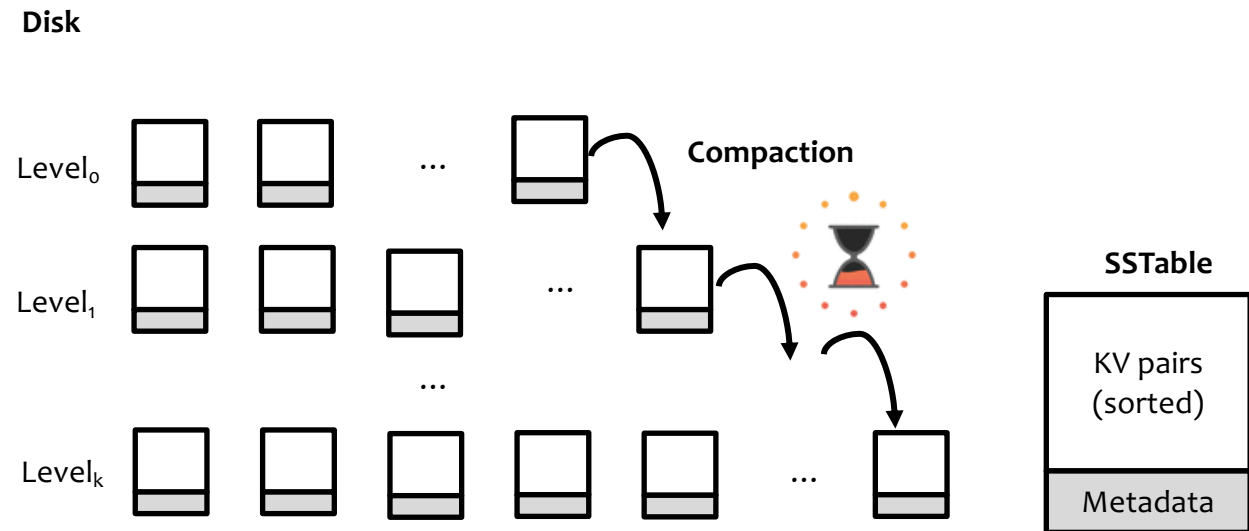 Disk
Level₀
...
Compaction
Level₁
...
SSTable
...
KV pairs
(sorted)
Levelₖ
...
Metadata